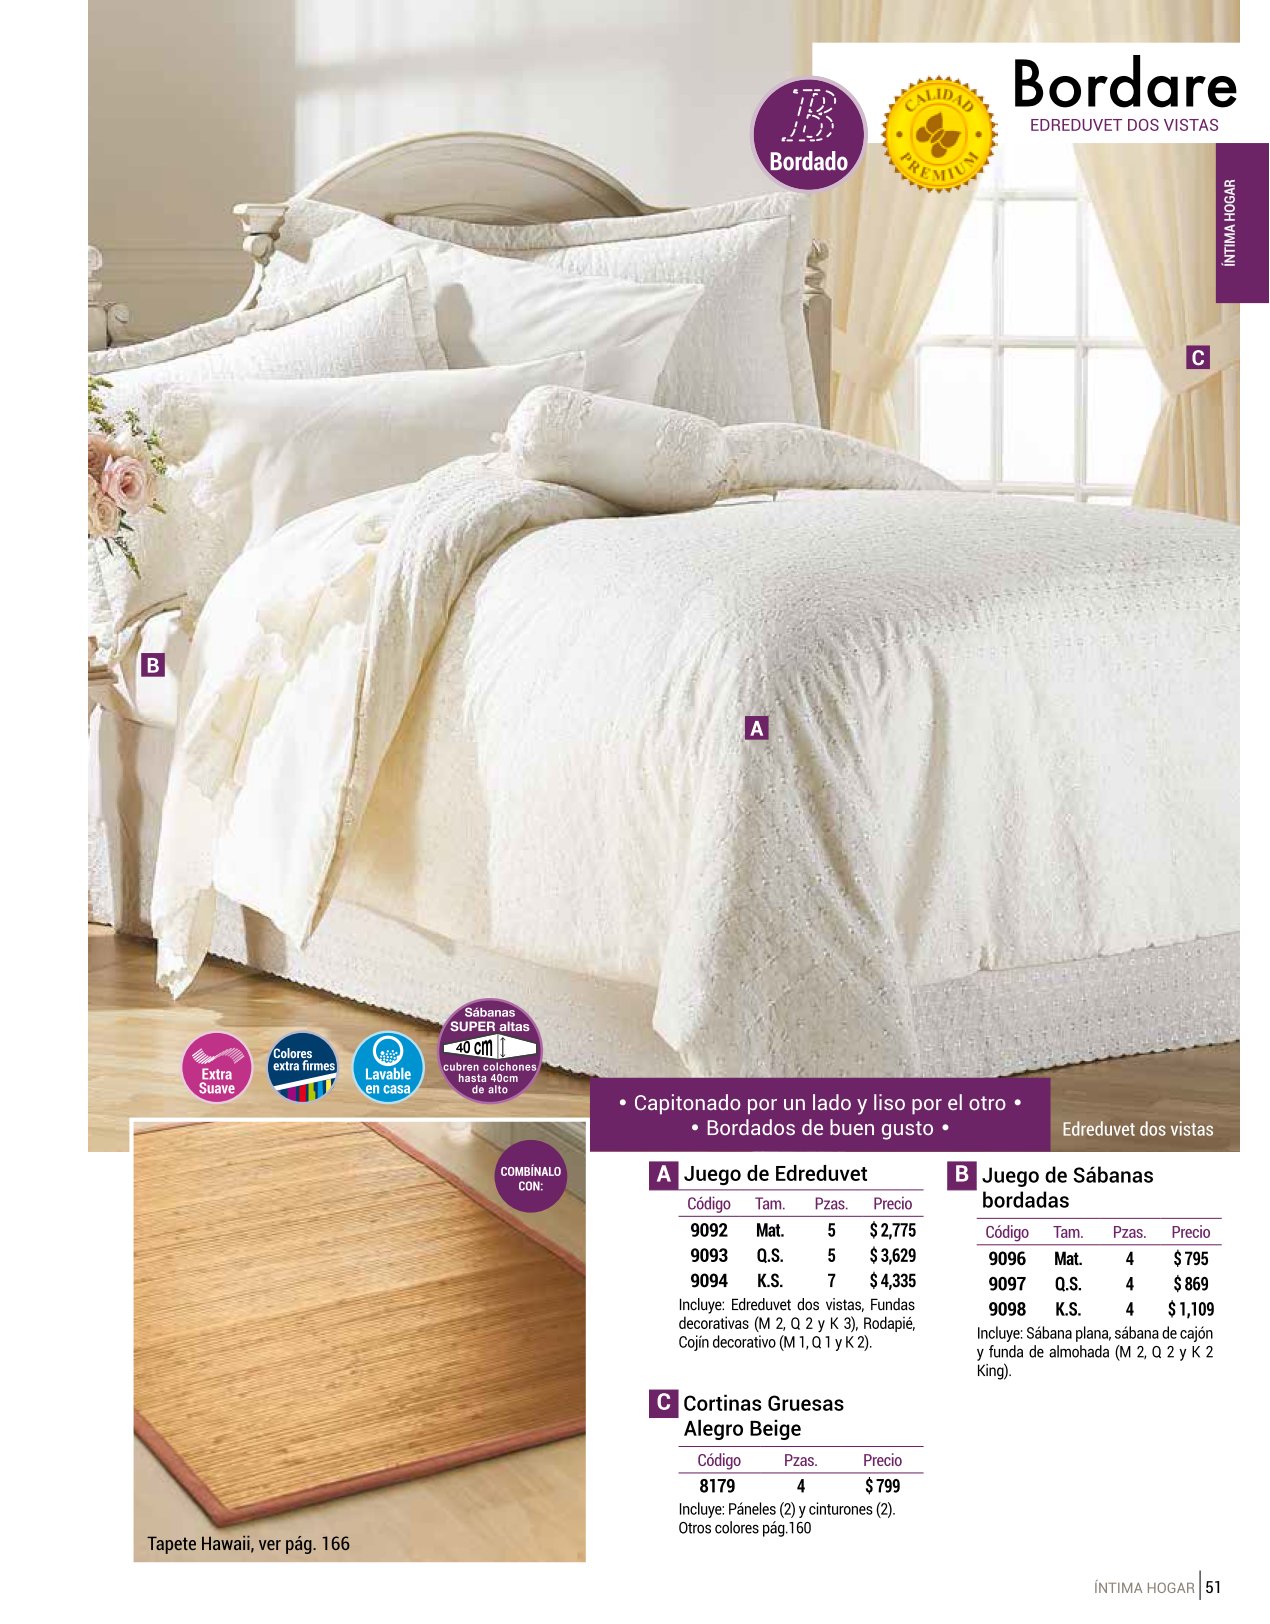 Bordare
EDREDUVET DOS VISTAS
B
Bordado
CALIDAD
PREMIUM
ÍNTIMA HOGAR
C
B
A
Extra
Suave
Colores
extra firmes
Lavable
en casa
Sábanas
SUPER altas
40 cm
cubren colchones
hasta 40cm
de alto
• Capitonado por un lado y liso por el otro •
• Bordados de buen gusto •
Edreduvet dos vistas
COMBÍNALO
CON:
Tapete Hawaii, ver pág. 166
A Juego de Edreduvet
Código Tam. Pzas. Precio
9092 Mat. 5 $ 2,775
9093 Q.S. 5 $ 3,629
9094 K.S. 7 $ 4,335
Incluye: Edreduvet dos vistas, Fundas
decorativas (M 2, Q 2 y K 3), Rodapié,
Cojín decorativo (M 1, Q 1 y K 2).
B Juego de Sábanas
bordadas
Código Tam. Pzas. Precio
9096 Mat. 4 $ 795
9097 Q.S. 4 $ 869
9098 K.S. 4 $ 1,109
Incluye: Sábana plana, sábana de cajón
y funda de almohada (M 2, Q 2 y K 2
King).
C Cortinas Gruesas
Alegro Beige
Código Pzas. Precio
8179 4 $ 799
Incluye: Páneles (2) y cinturones (2).
Otros colores pág.160
ÍNTIMA HOGAR 51